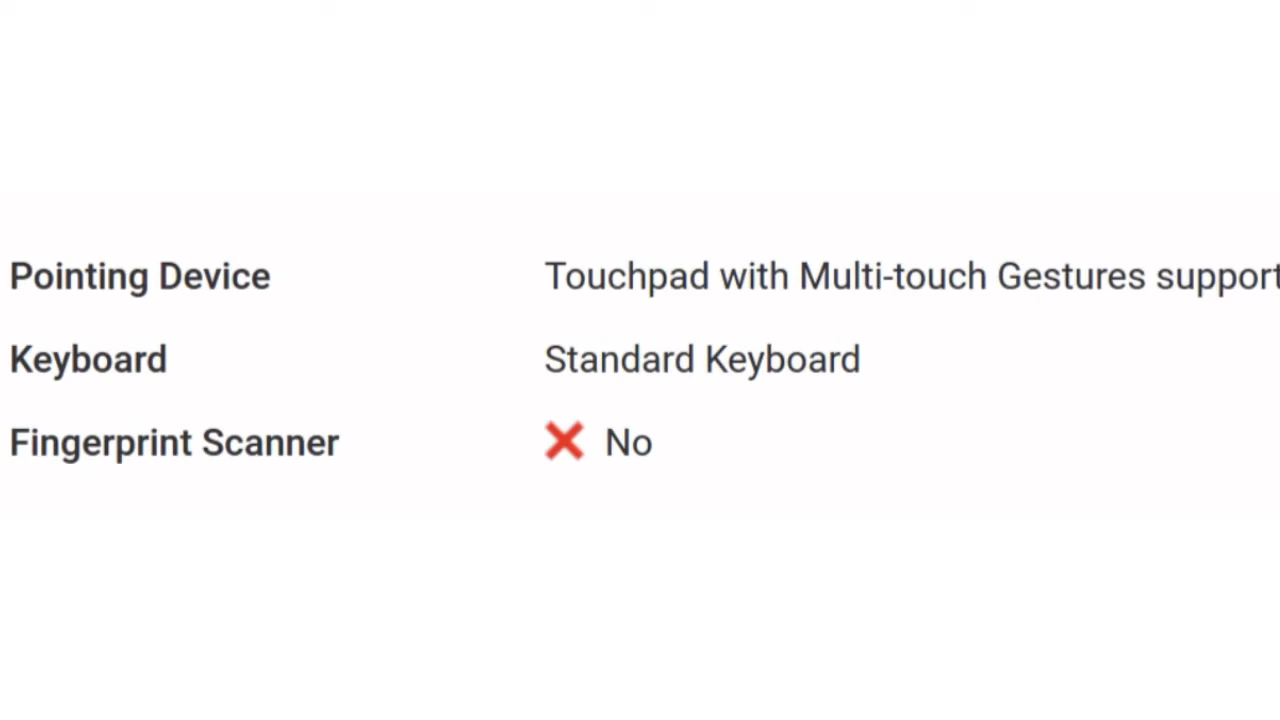 Pointing Device Touchpad with Multi-touch Gestures support
Keyboard Standard Keyboard
Fingerprint Scanner ❌ No